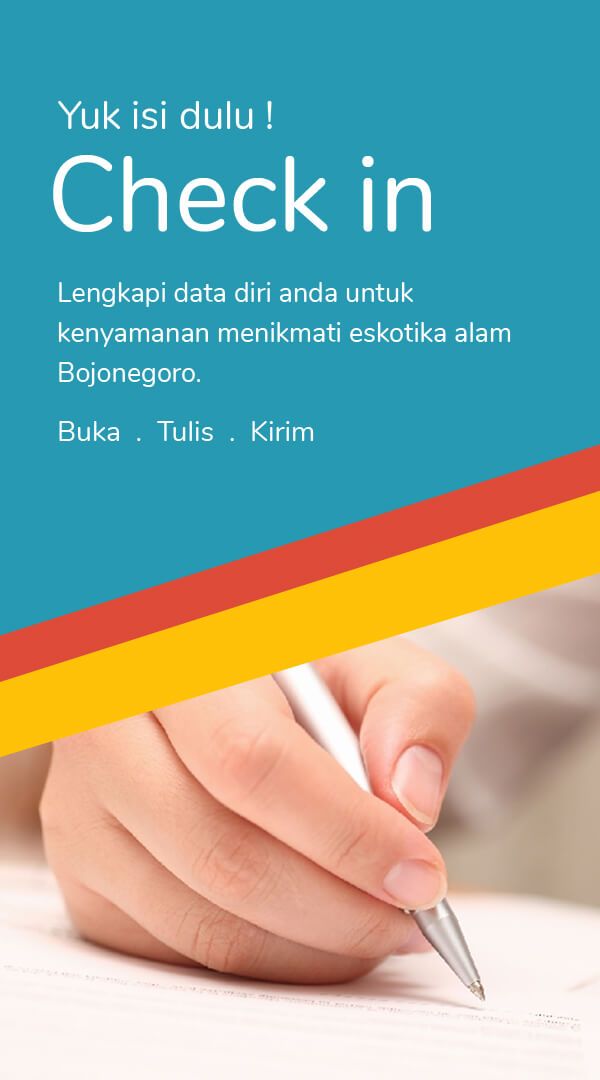 Yuk isi dulu !
Check in
Lengkapi data diri anda untuk
kenyamanan menikmati eskotika alam
Bojonegoro.
Buka . Tulis . Kirim